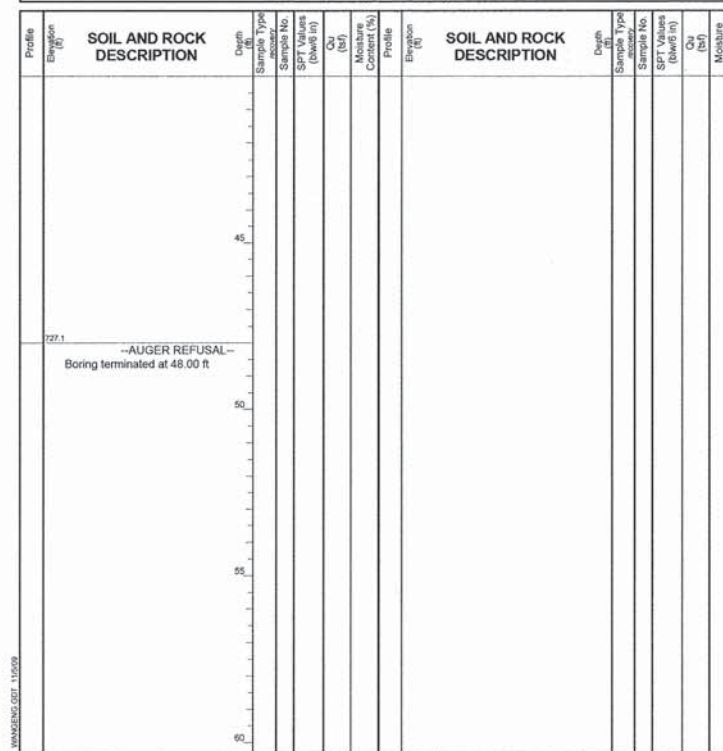 Profile
Elevation
(ft)
SOIL AND ROCK
DESCRIPTION
Depth
(ft)
Sample Type
recovery
Sample No.
SPT Values
(blw/6 in)
Qu
(tsf)
Moisture
Content (%)
Profile
Elevation
(ft)
SOIL AND ROCK
DESCRIPTION
Depth
(ft)
Sample Type
recovery
Sample No.
SPT Values
(blw/6 in)
Qu
(tsf)
Moisture
45
727.1
--AUGER REFUSAL--
Boring terminated at 48.00 ft
50
55
60
WANGENG.GDT 11/5/09